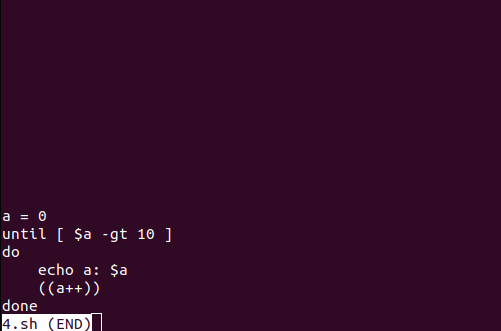 a = 0
until [ $a -gt 10 ]
do
    echo a: $a
    ((a++))
done
4.sh (END)